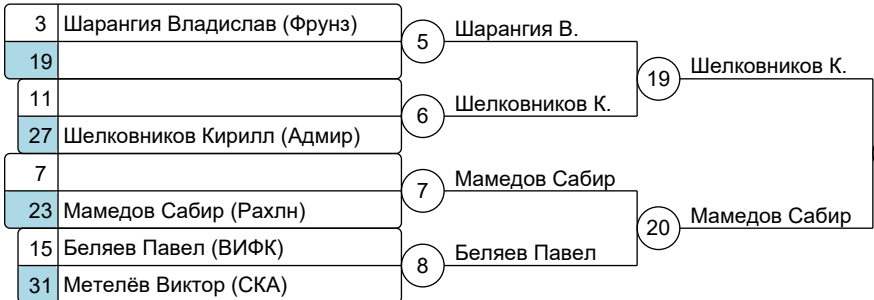 3 Шарангия Владислав (Фрунз)
19
5 Шарангия В.
11
27 Шелковников Кирилл (Адмир)
6 Шелковников К.
19 Шелковников К.
7
23 Мамедов Сабир (Рахлн)
7 Мамедов Сабир
15 Беляев Павел (ВИФК)
31 Метелёв Виктор (СКА)
8 Беляев Павел
20 Мамедов Сабир